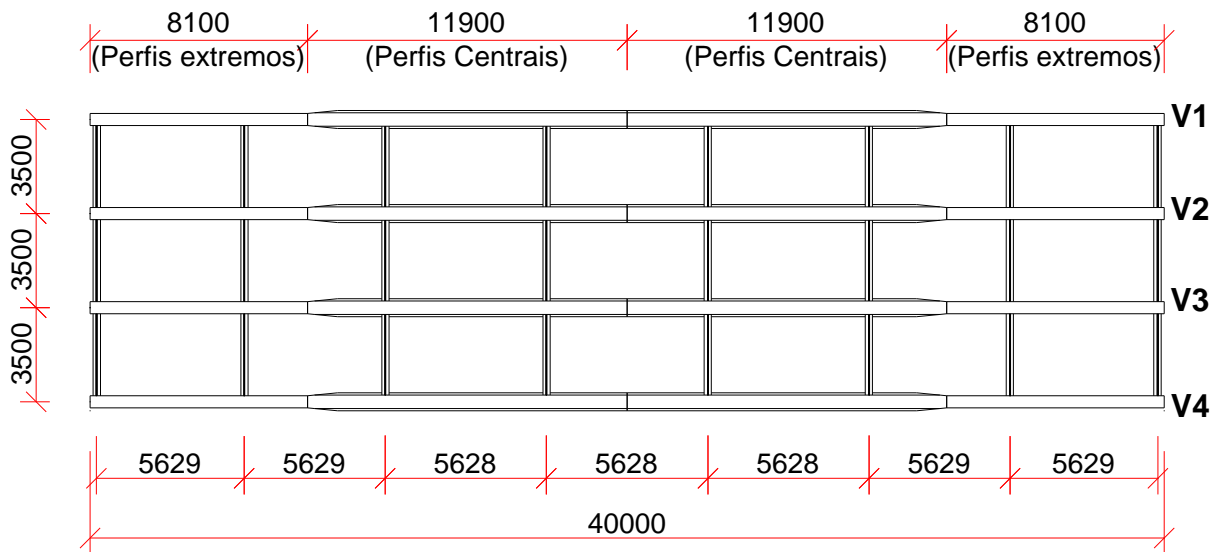 8100 11900 11900 8100
(Perfis extremos) (Perfis Centrais) (Perfis Centrais) (Perfis extremos)
V1
3500
V2
3500
V3
3500
V4
5629 5629 5628 5628 5628 5629 5629
40000